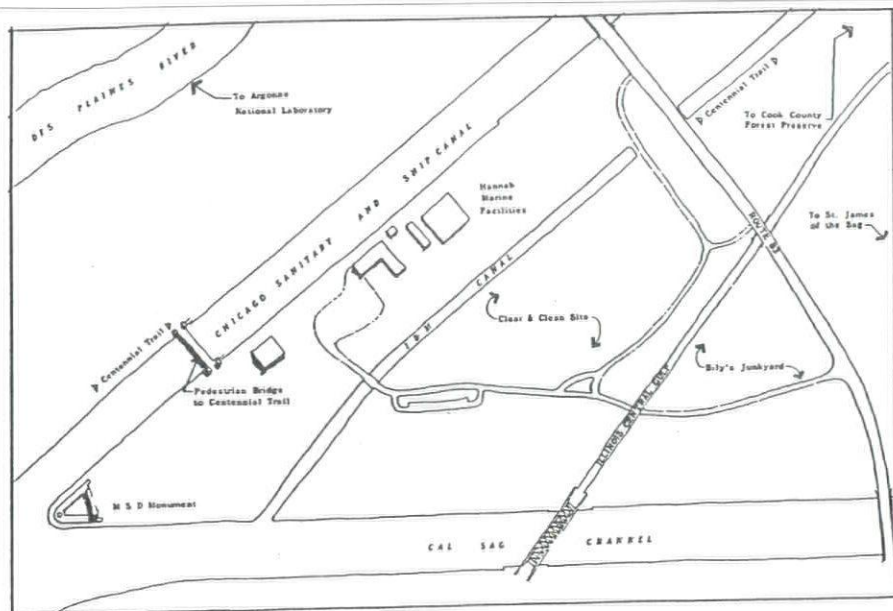 DES PLAINES RIVER
To Argonne
National Laboratory
Centennial Trail
To Cook County
Forest Preserve
CHICAGO SANITARY AND SHIP CANAL
Hannah
Marine
Facilities
ROUTE 83
To St. James
of the Sag
I & M CANAL
Clear & Clean Site
Centennial Trail
Bily's Junkyard
Pedestrian Bridge
to Centennial Trail
ILLINOIS CENTRAL GULF
M S D Monument
CAL SAG CHANNEL